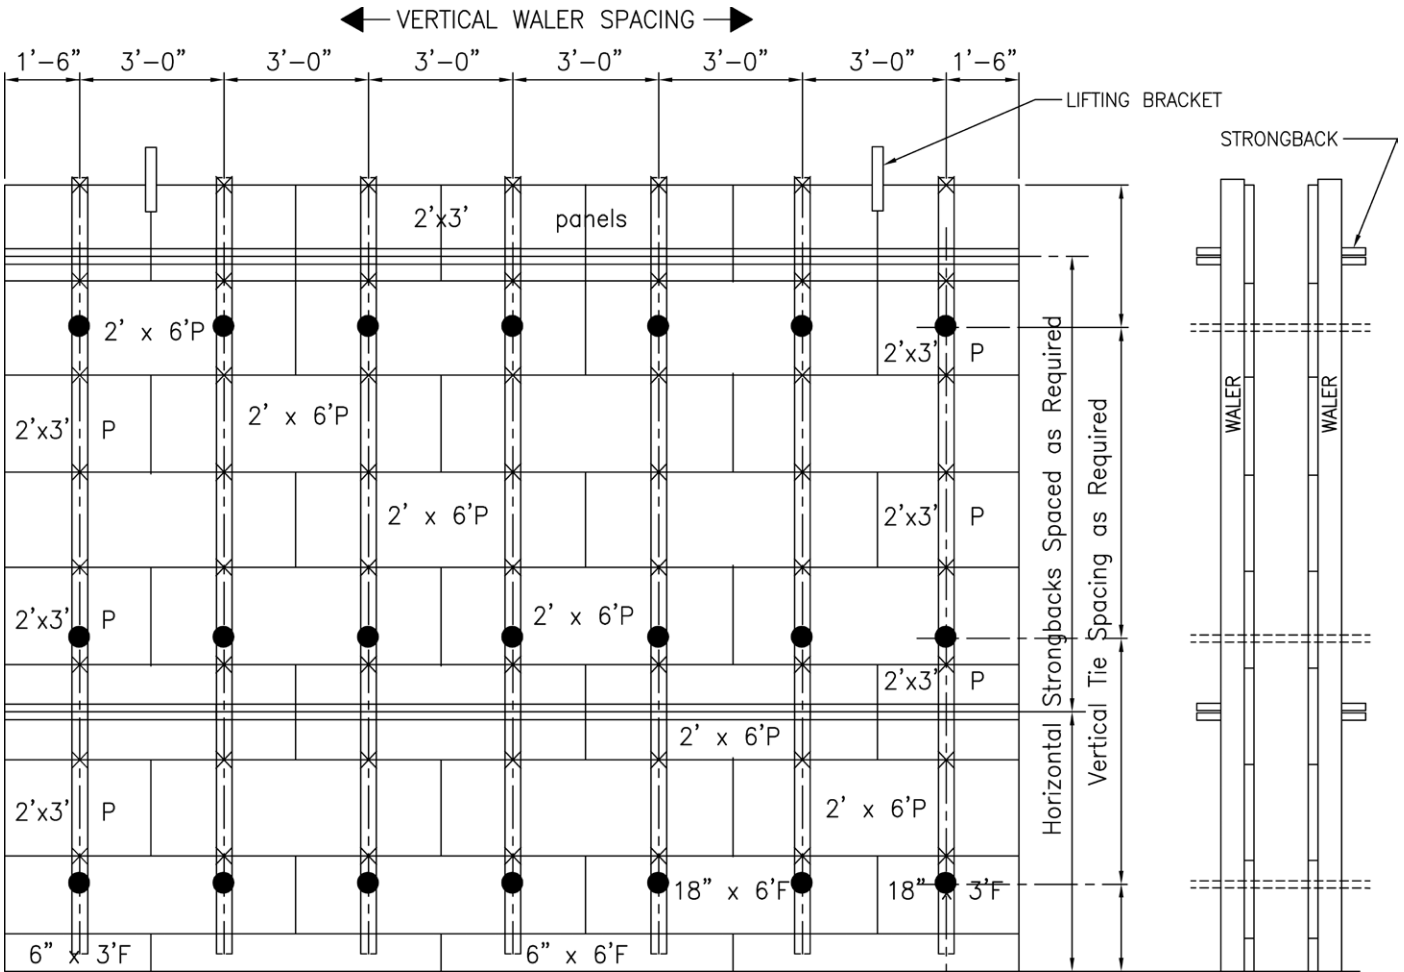 VERTICAL WALER SPACING
1'-6" 3'-0" 3'-0" 3'-0" 3'-0" 3'-0" 3'-0" 1'-6"
LIFTING BRACKET
STRONGBACK
2'x3' panels
2' x 6'P
2'x3' P
2'x3' P
2' x 6'P
2' x 6'P
2'x3' P
2'x3' P
2' x 6'P
2'x3' P
2' x 6'P
2'x3' P
2' x 6'P
18" x 6'F
18" x 3'F
6" x 3'F
6" x 6'F
Horizontal Strongbacks Spaced as Required
Vertical Tie Spacing as Required
WALER
WALER